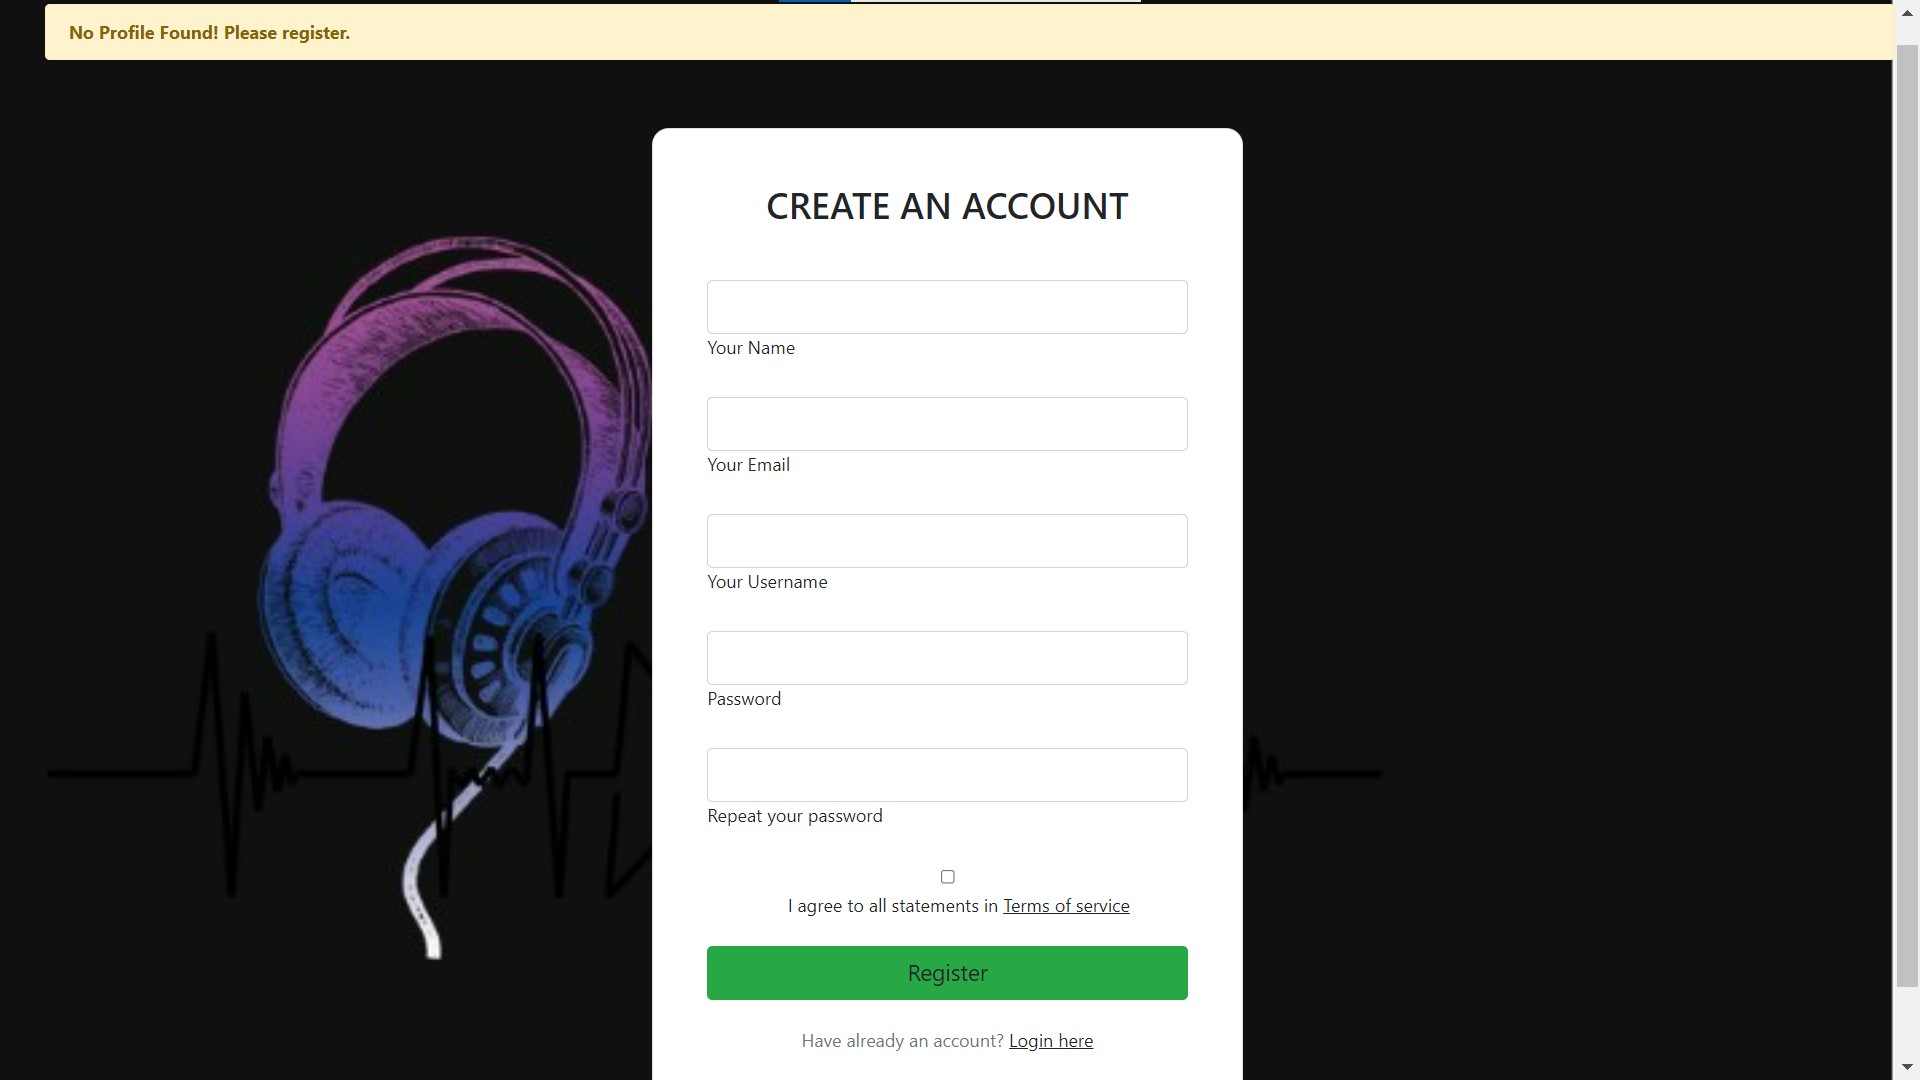 No Profile Found! Please register.
CREATE AN ACCOUNT
Your Name
Your Email
Your Username
Password
Repeat your password
I agree to all statements in Terms of service
Register
Have already an account? Login here